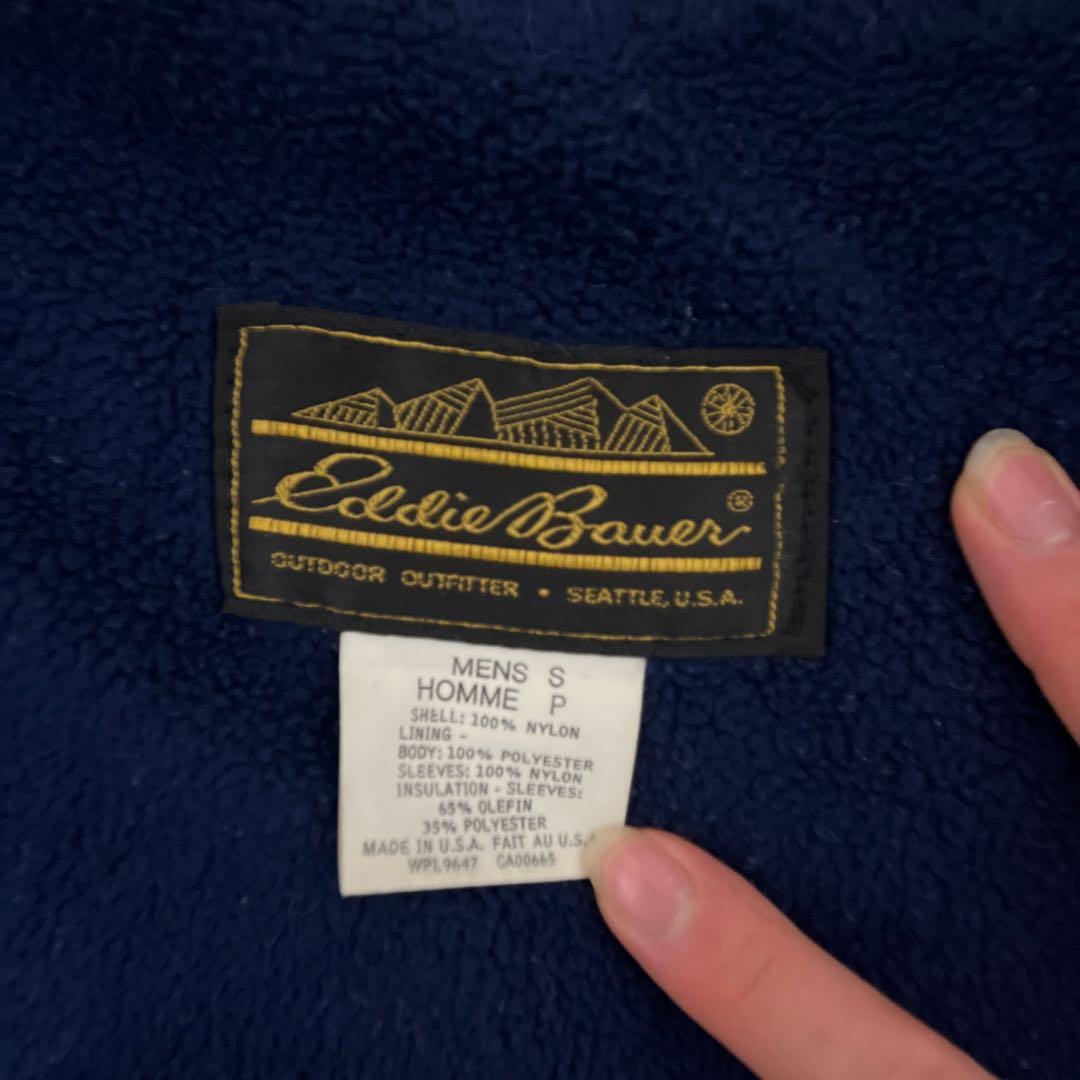 Eddie Bauer ®
OUTDOOR OUTFITTER • SEATTLE, U.S.A.
MENS S
HOMME P
SHELL: 100% NYLON
LINING -
BODY: 100% POLYESTER
SLEEVES: 100% NYLON
INSULATION - SLEEVES:
65% OLEFIN
35% POLYESTER
MADE IN U.S.A. FAIT AU U.S.A
WPL9647 CA00665